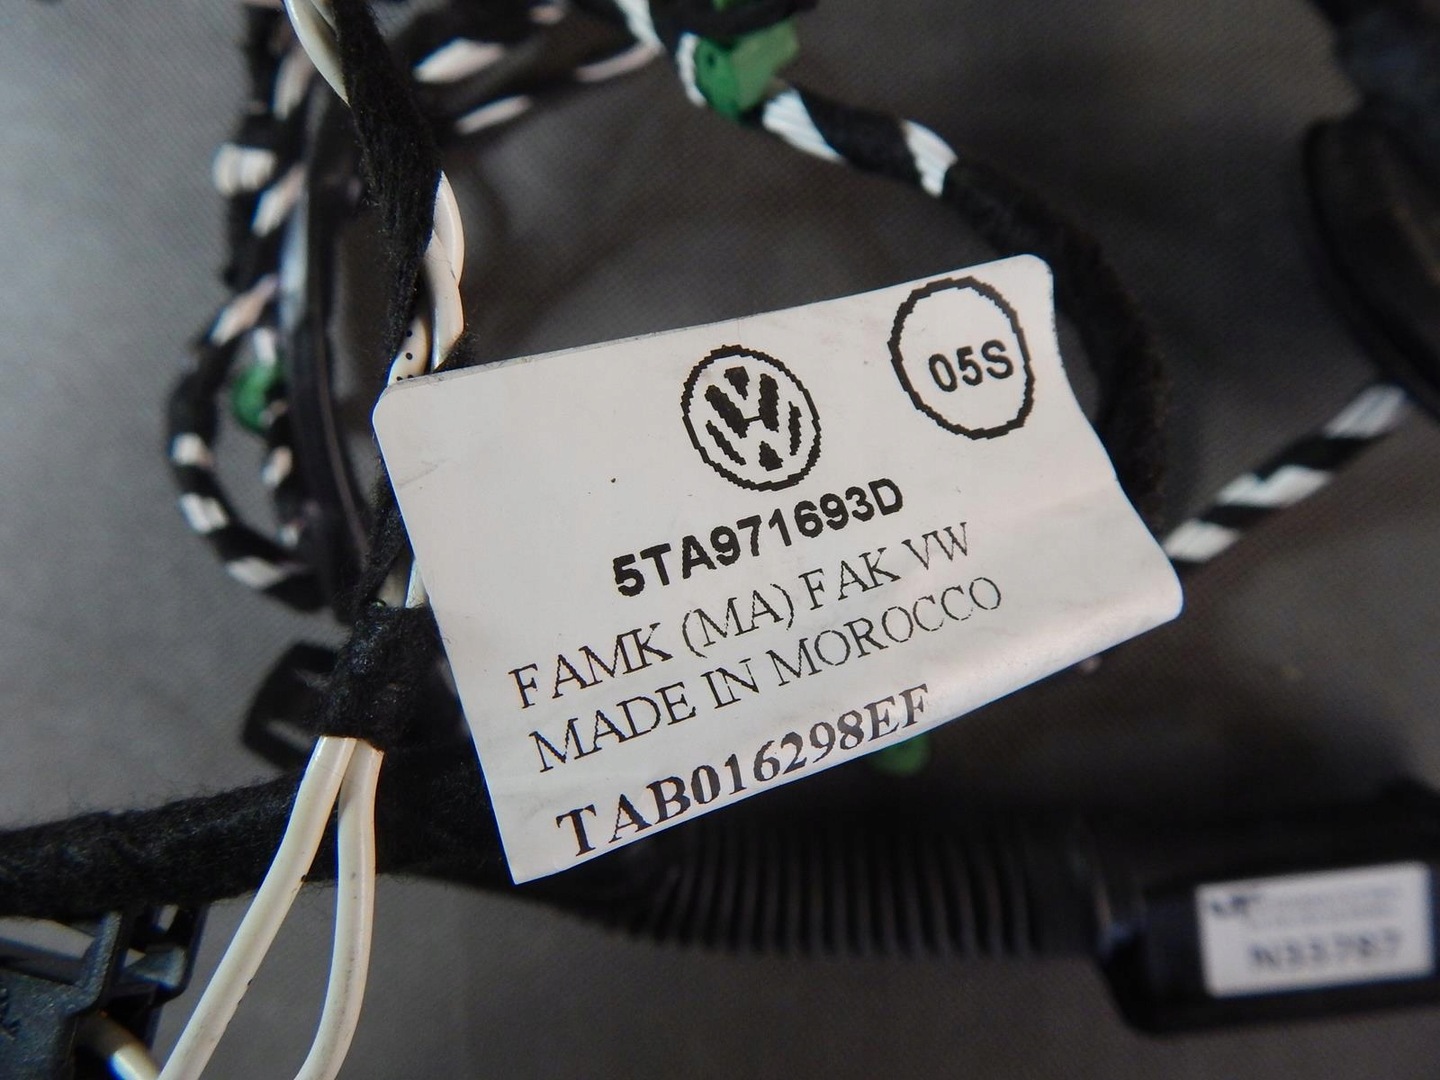 05S
5TA971693D
FAMK (MA) FAK VW
MADE IN MOROCCO
TAB016298EF
N33787